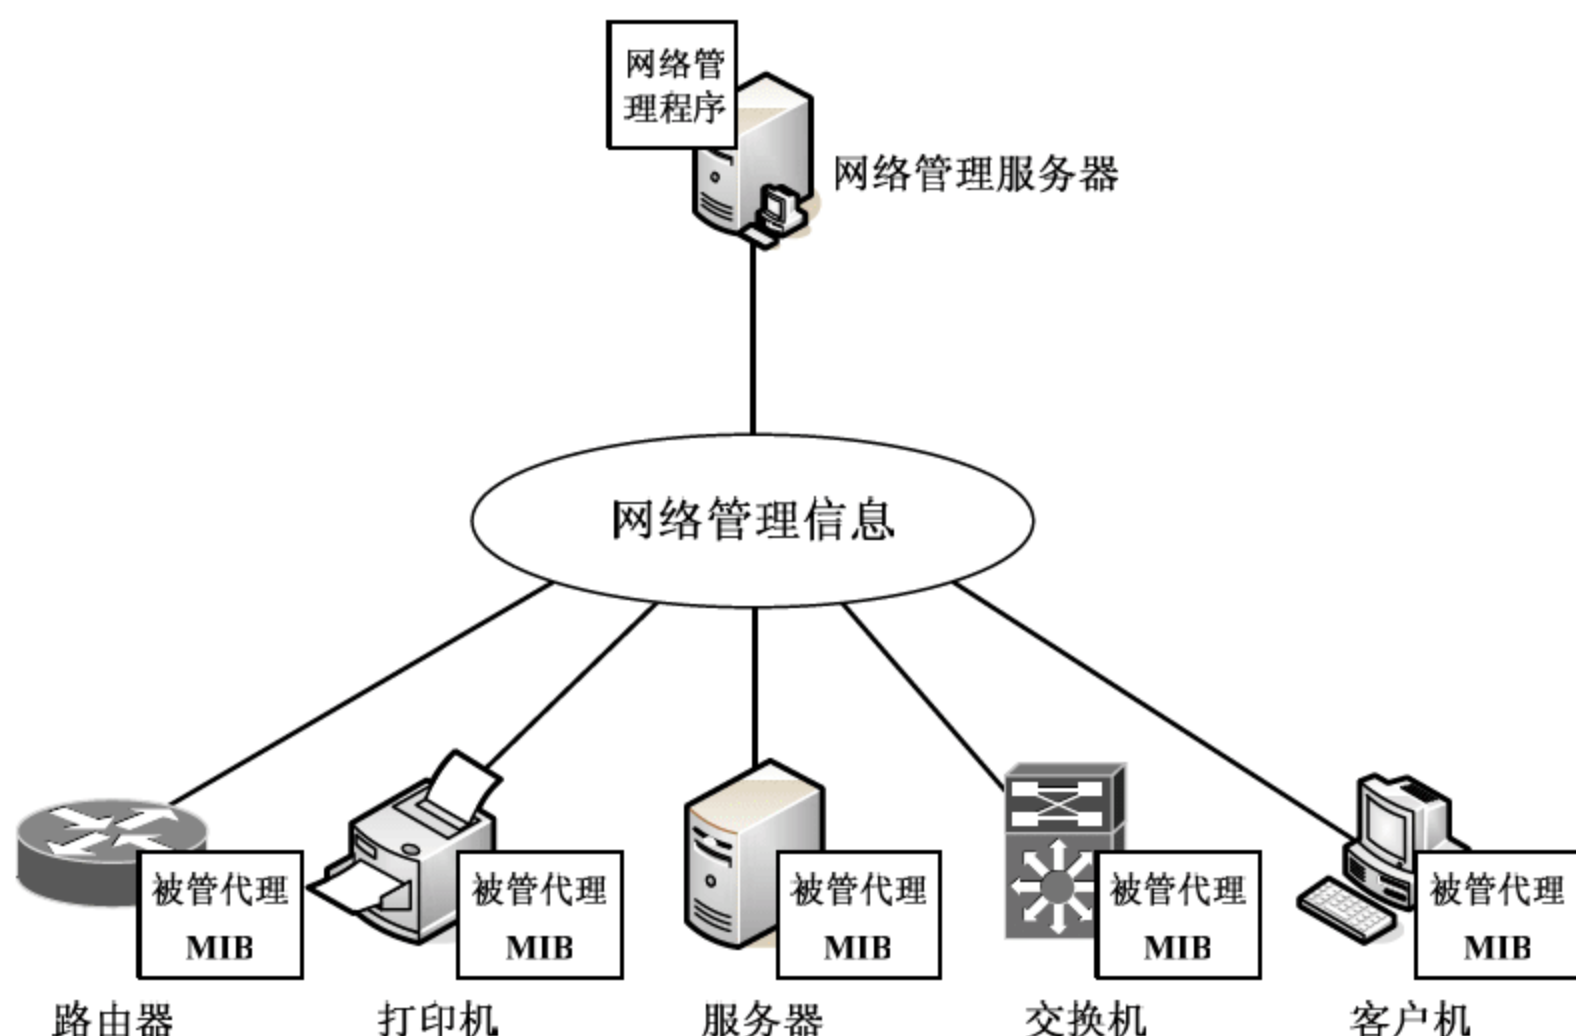 网络管
理程序
网络管理服务器
网络管理信息
被管代理
MIB
被管代理
MIB
被管代理
MIB
被管代理
MIB
被管代理
MIB
路由器
打印机
服务器
交换机
客户机